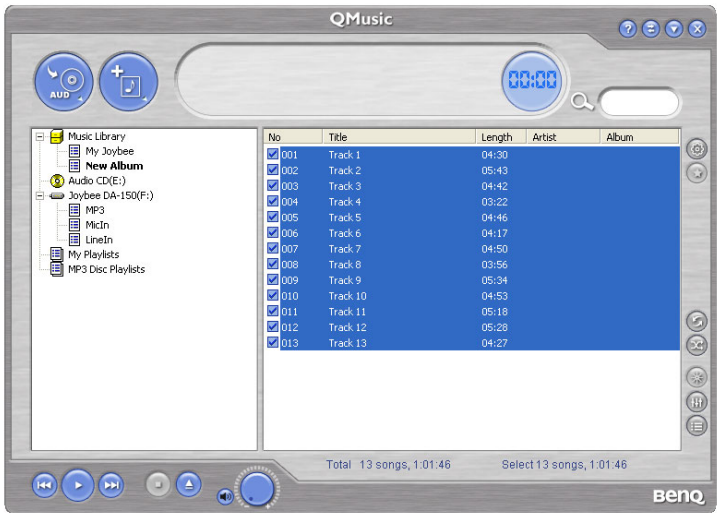 QMusic
?
AUD
00:00
Music Library
My Joybee
New Album
Audio CD(E:)
Joybee DA-150(F:)
MP3
MicIn
LineIn
My Playlists
MP3 Disc Playlists
No Title Length Artist Album
001 Track 1 04:30
002 Track 2 05:43
003 Track 3 04:42
004 Track 4 03:22
005 Track 5 04:46
006 Track 6 04:17
007 Track 7 04:50
008 Track 8 03:56
009 Track 9 05:34
010 Track 10 04:53
011 Track 11 05:18
012 Track 12 05:28
013 Track 13 04:27
Total 13 songs, 1:01:46 Select 13 songs, 1:01:46
BenQ